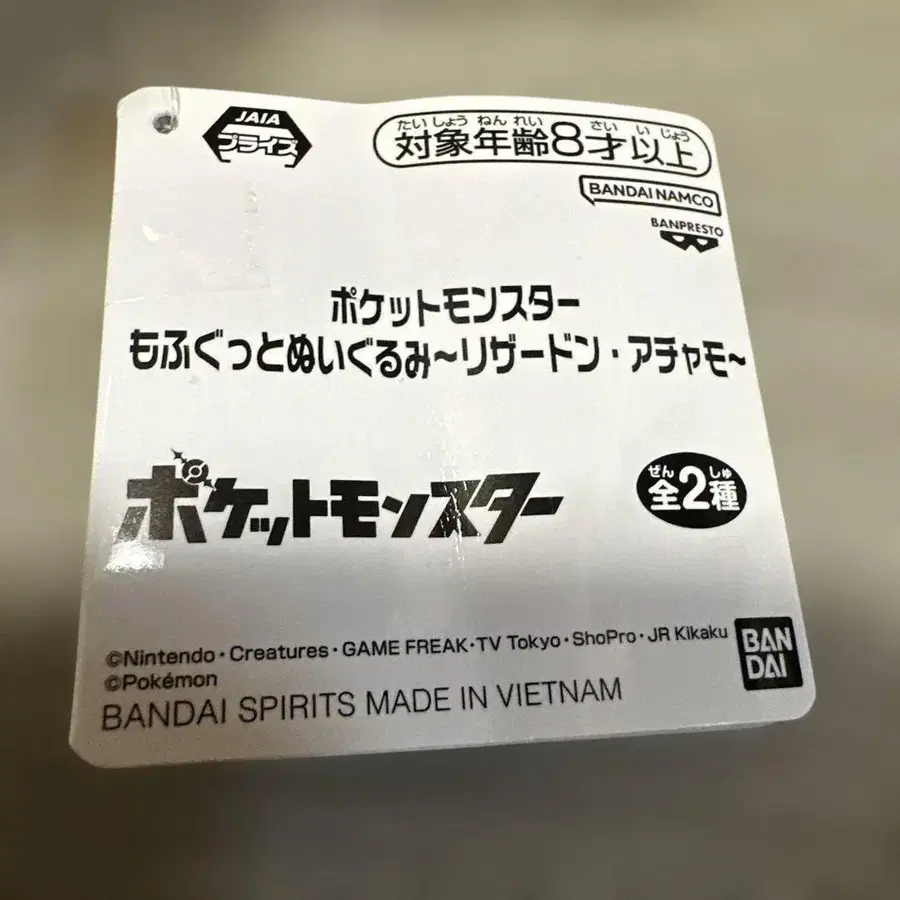 JAIA
プライズ
たいしょうねんれい さい いじょう
対象年齢8才以上
BANDAI NAMCO
BANPRESTO
ポケットモンスター
もふぐっとぬいぐるみ~リザードン・アチャモ~
ポケットモンスター
ぜん しゅ
全2種
©Nintendo・Creatures・GAME FREAK・TV Tokyo・ShoPro・JR Kikaku
©Pokémon
BANDAI SPIRITS MADE IN VIETNAM
BAN
DAI